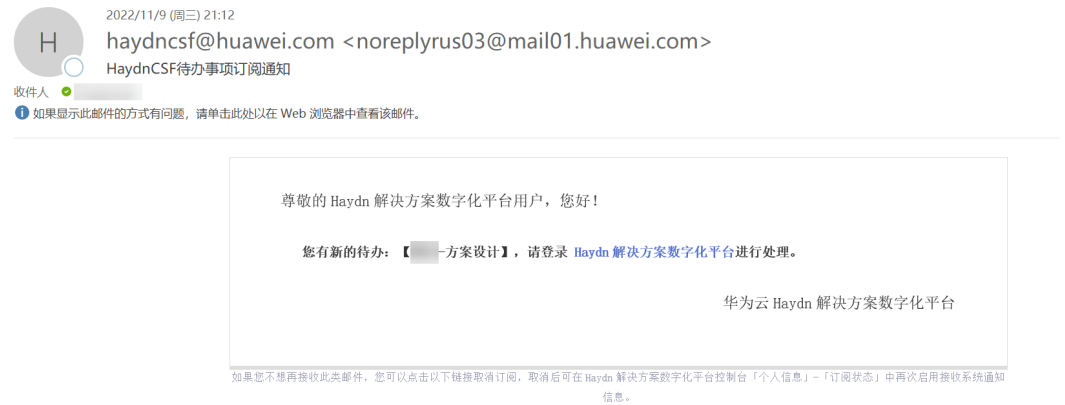 2022/11/9 (周三) 21:12
H
haydncsf@huawei.com <noreplyrus03@mail01.huawei.com>
HaydnCSF待办事项订阅通知
收件人
如果显示此邮件的方式有问题，请单击此处以在 Web 浏览器中查看该邮件。
尊敬的 Haydn 解决方案数字化平台用户，您好！
您有新的待办：【-方案设计】，请登录 Haydn 解决方案数字化平台进行处理。
华为云 Haydn 解决方案数字化平台
如果您不想再接收此类邮件，您可以点击以下链接取消订阅，取消后可在 Haydn 解决方案数字化平台控制台「个人信息」-「订阅状态」中再次启用接收系统通知
信息。